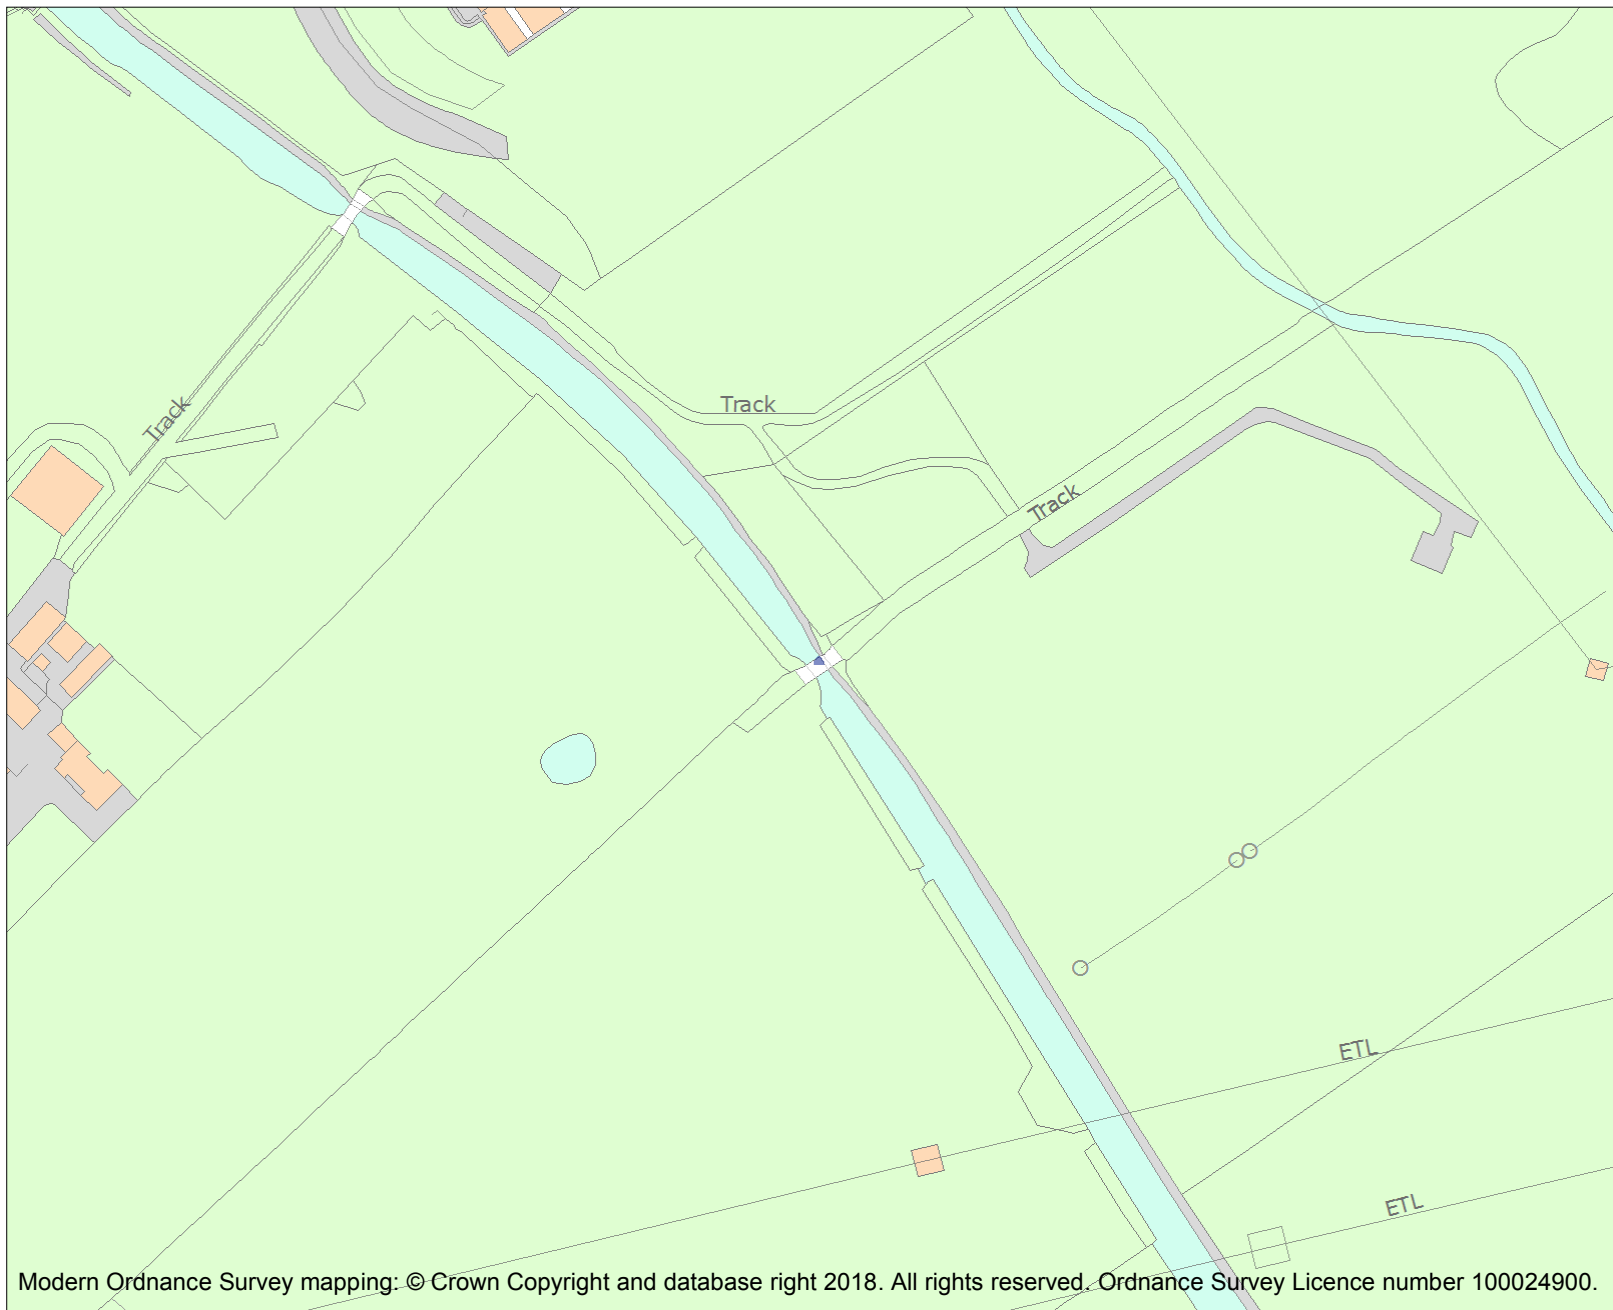 Track
Track
Track
ETL
ETL
Modern Ordnance Survey mapping: © Crown Copyright and database right 2018. All rights reserved. Ordnance Survey Licence number 100024900.